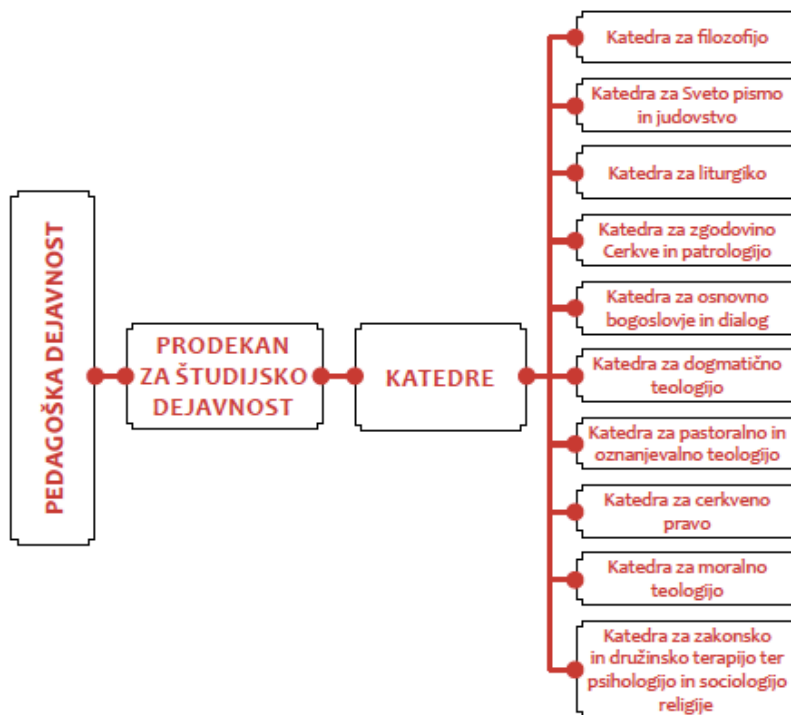 PEDAGOŠKA DEJAVNOST
PRODEKAN
ZA ŠTUDIJSKO
DEJAVNOST
KATEDRE
Katedra za filozofijo
Katedra za Sveto pismo
in judovstvo
Katedra za liturgiko
Katedra za zgodovino
Cerkve in patrologijo
Katedra za osnovno
bogoslovje in dialog
Katedra za dogmatično
teologijo
Katedra za pastoralno in
oznanjevalno teologijo
Katedra za cerkveno
pravo
Katedra za moralno
teologijo
Katedra za zakonsko
in družinsko terapijo ter
psihologijo in sociologijo
religije